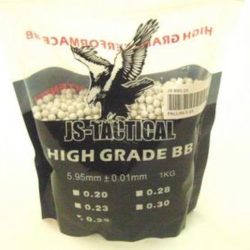 HIGH GRADE PERFORMANCE BB
JS-TACTICAL
HIGH GRADE BB
5.95mm ± 0.01mm 1KG
0.20
0.28
0.23
0.30